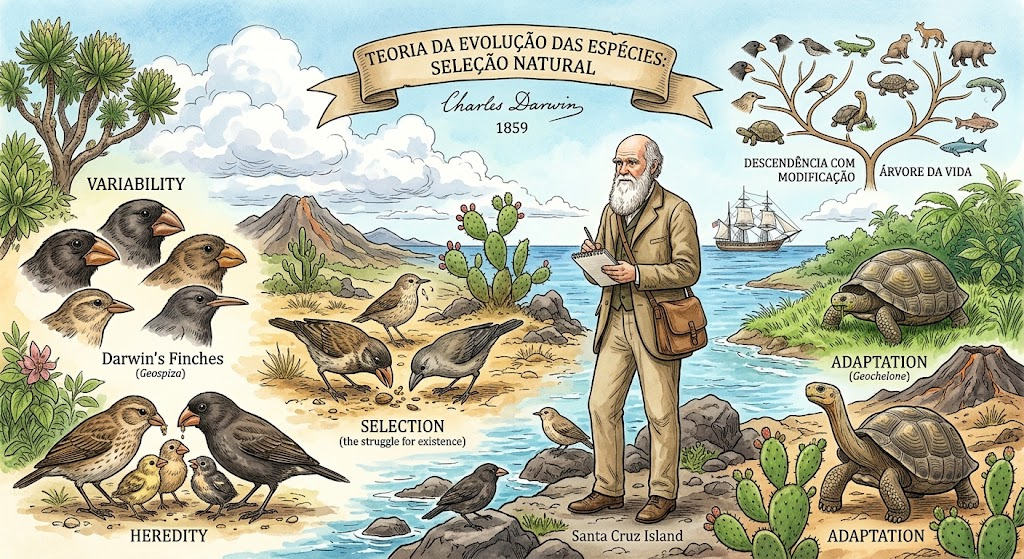 TEORIA DA EVOLUÇÃO DAS ESPÉCIES:
SELEÇÃO NATURAL
Charles Darwin
1859
DESCENDÊNCIA COM
MODIFICAÇÃO
ÁRVORE DA VIDA
VARIABILITY
Darwin's Finches
(Geospiza)
SELECTION
(the struggle for existence)
ADAPTATION
(Geochelone)
HEREDITY
Santa Cruz Island
ADAPTATION